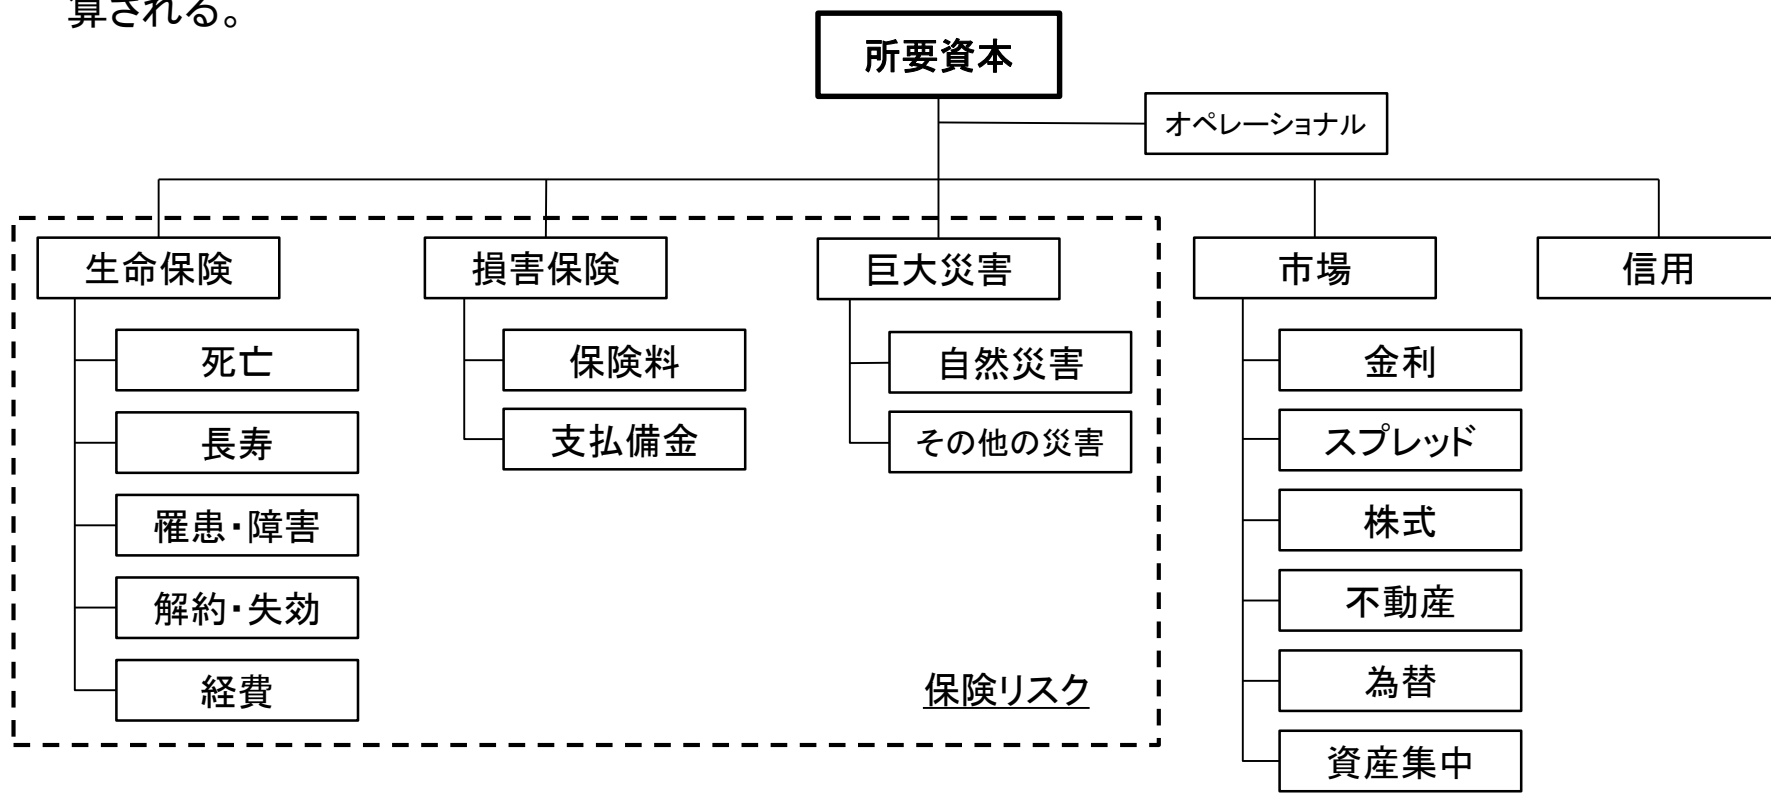 算される。
所要資本
オペレーショナル
生命保険
損害保険
巨大災害
市場
信用
死亡
長寿
罹患・障害
解約・失効
経費
保険料
支払備金
自然災害
その他の災害
保険リスク
金利
スプレッド
株式
不動産
為替
資産集中